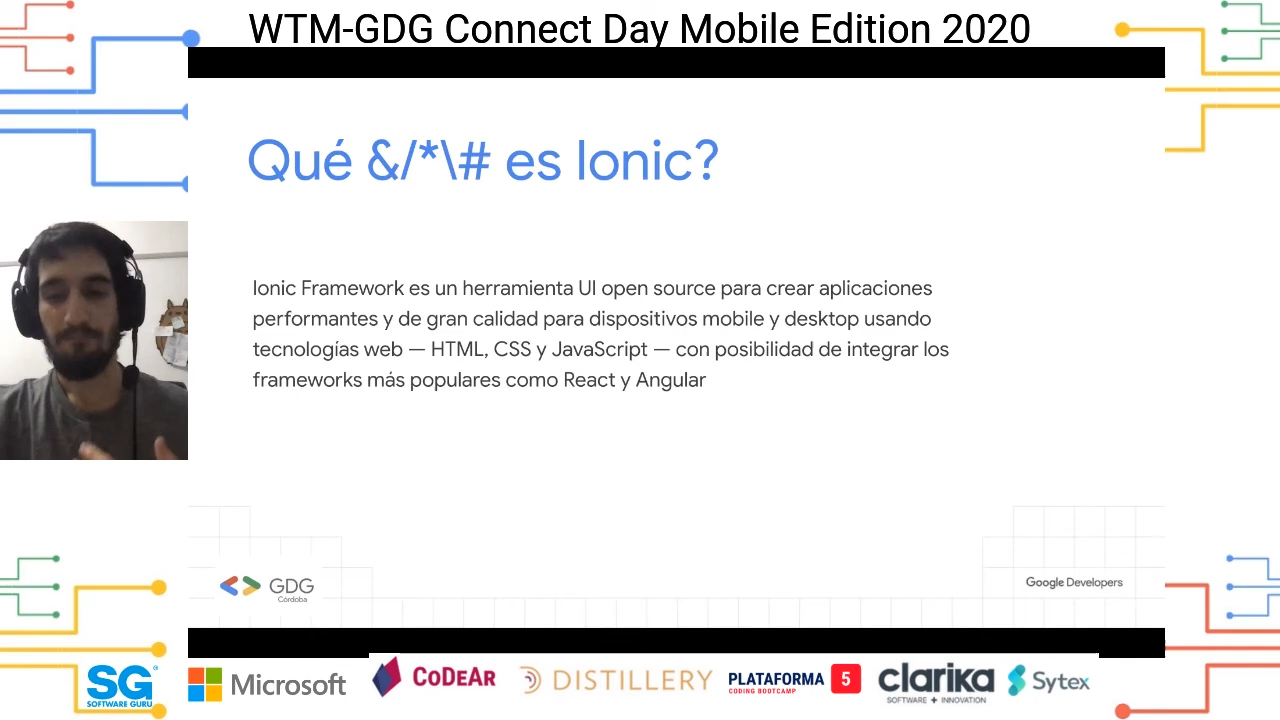 WTM-GDG Connect Day Mobile Edition 2020
Qué &/*\# es Ionic?
Ionic Framework es un herramienta UI open source para crear aplicaciones
performantes y de gran calidad para dispositivos mobile y desktop usando
tecnologías web — HTML, CSS y JavaScript — con posibilidad de integrar los
frameworks más populares como React y Angular
GDG
Córdoba
Google Developers
SG
SOFTWARE GURU
Microsoft
CODEAR
DISTILLERY
PLATAFORMA 5
CODING BOOTCAMP
clarika
SOFTWARE + INNOVATION
Sytex